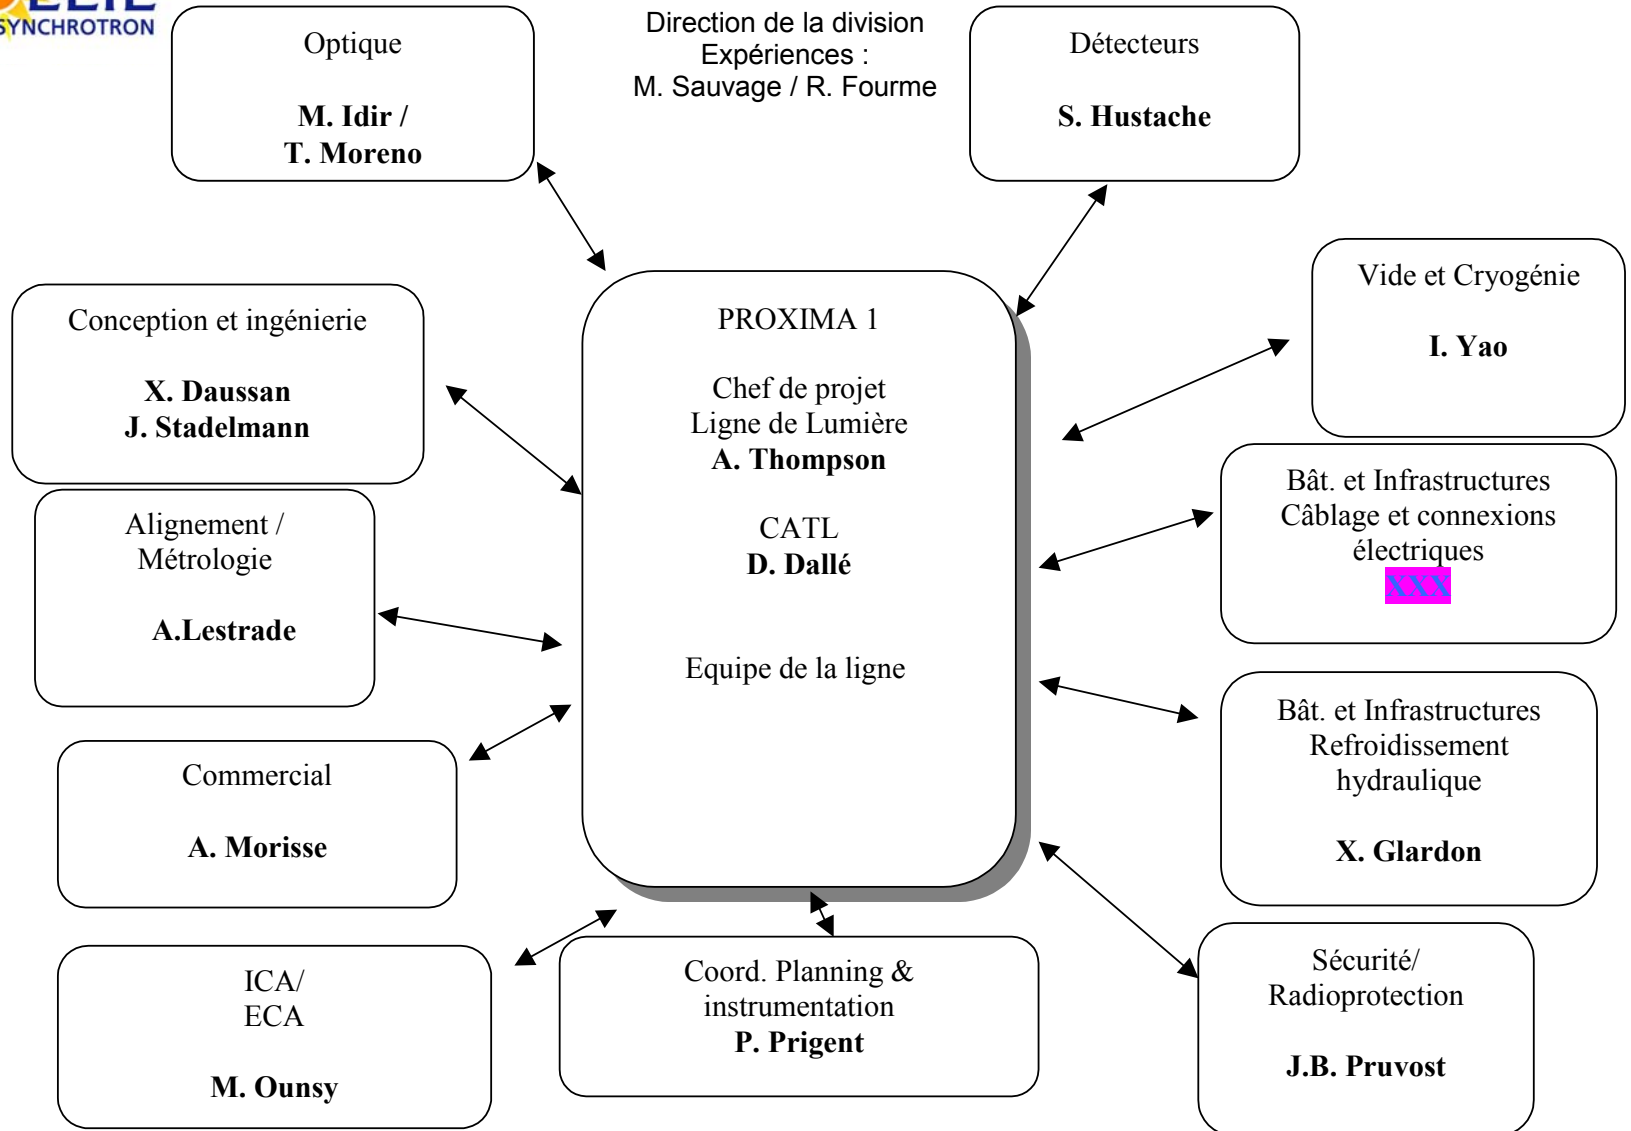 SYNCHROTRON
Optique
M. Idir /
T. Moreno
Direction de la division
Expériences :
M. Sauvage / R. Fourme
Détecteurs
S. Hustache
Vide et Cryogénie
I. Yao
Conception et ingénierie
X. Daussan
J. Stadelmann
PROXIMA 1
Chef de projet
Ligne de Lumière
A. Thompson
CATL
D. Dallé
Equipe de la ligne
Bât. et Infrastructures
Câblage et connexions
électriques
XXX
Alignement /
Métrologie
A.Lestrade
Bât. et Infrastructures
Refroidissement
hydraulique
X. Glardon
Commercial
A. Morisse
ICA/
ECA
M. Ounsy
Coord. Planning &
instrumentation
P. Prigent
Sécurité/
Radioprotection
J.B. Pruvost